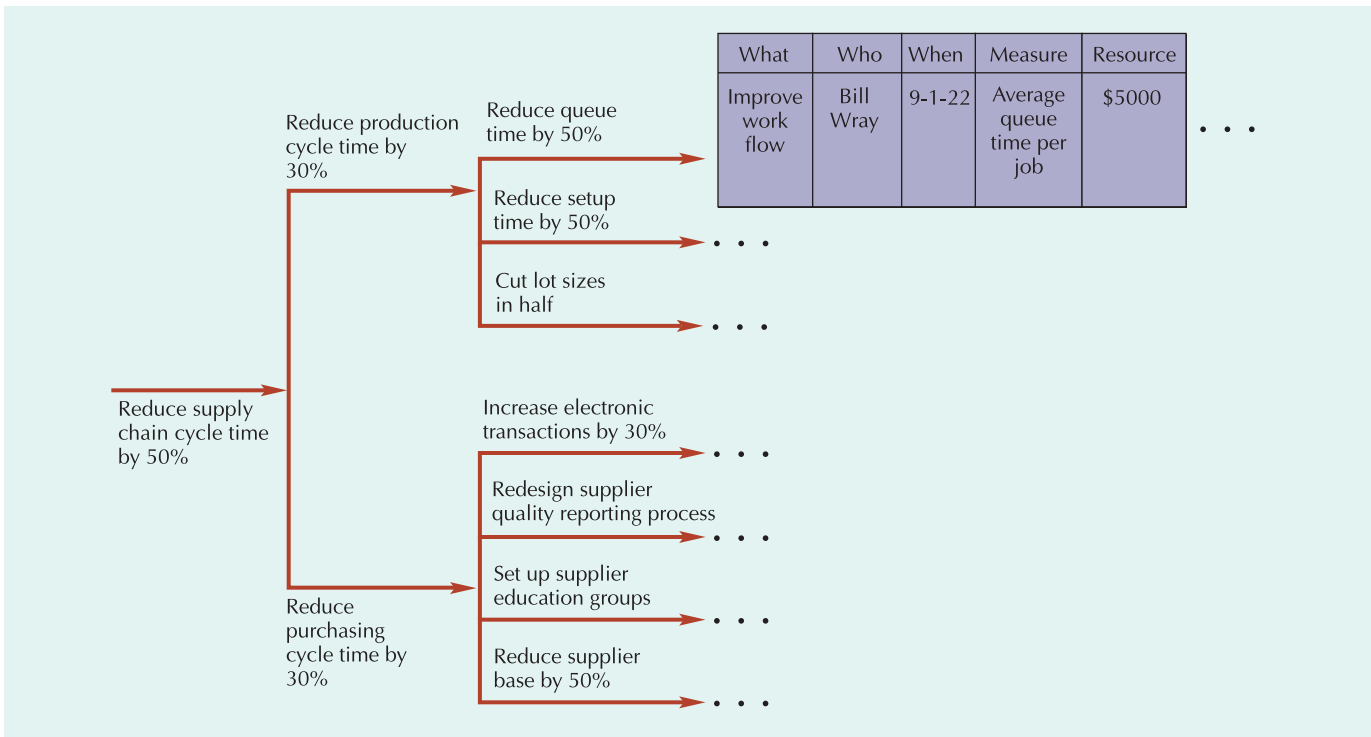 What Who When Measure Resource
Improve work flow Bill Wray 9-1-22 Average queue time per job $5000
. . .
Reduce queue
time by 50%
Reduce production
cycle time by
30%
Reduce setup
time by 50%
. . .
Cut lot sizes
in half
. . .
Reduce supply
chain cycle time
by 50%
Increase electronic
transactions by 30%
. . .
Redesign supplier
quality reporting process
. . .
Set up supplier
education groups
. . .
Reduce
purchasing
cycle time by
30%
Reduce supplier
base by 50%
. . .